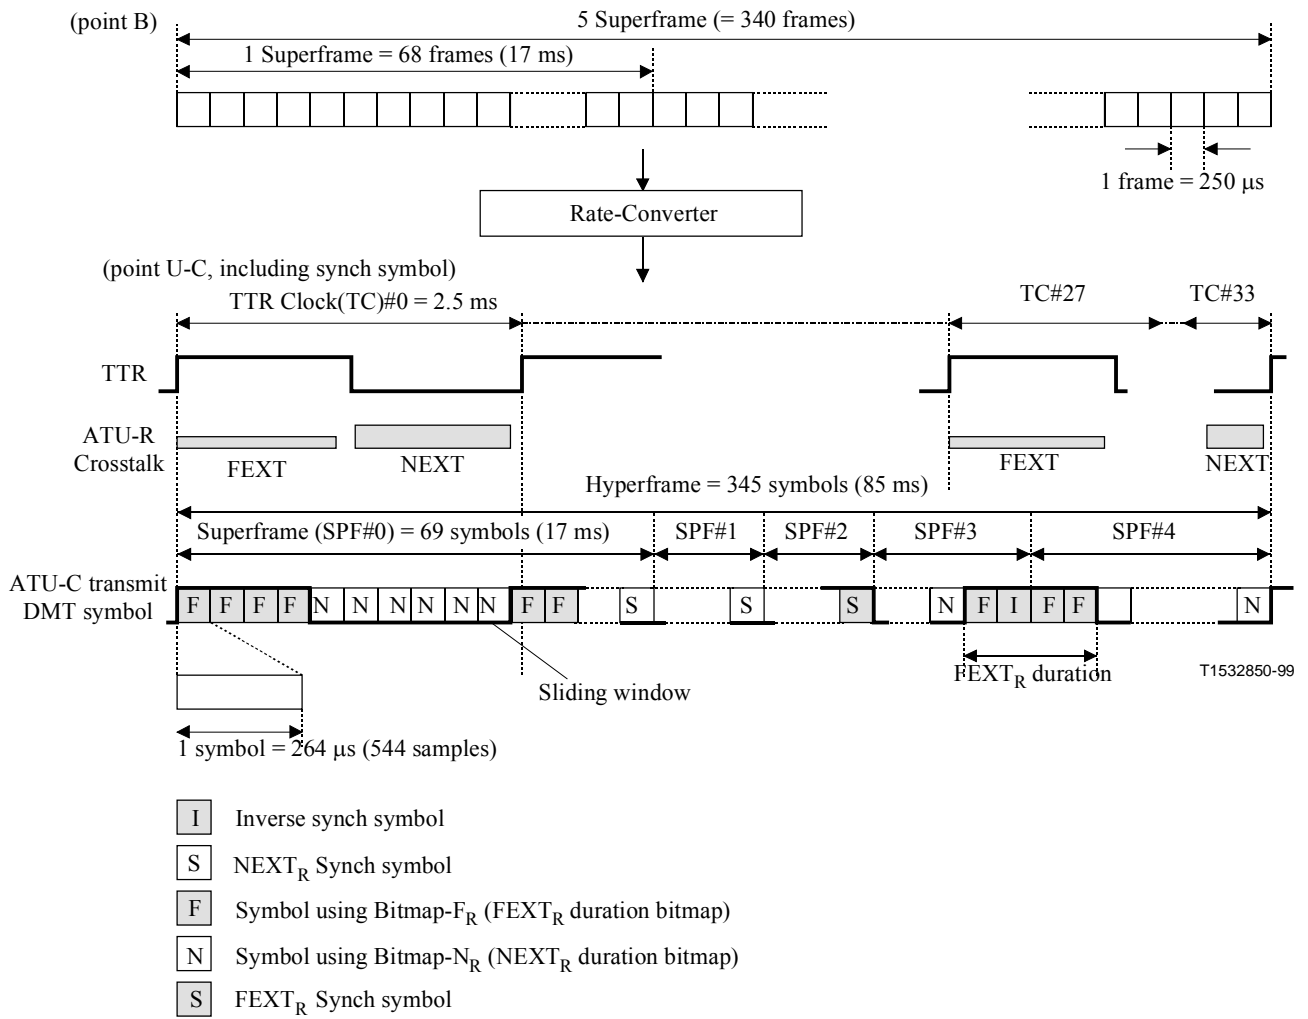 (point B)
5 Superframe (= 340 frames)
1 Superframe = 68 frames (17 ms)
1 frame = 250 μs
Rate-Converter
(point U-C, including synch symbol)
TTR Clock(TC)#0 = 2.5 ms
TC#27
TC#33
TTR
ATU-R
Crosstalk
FEXT
NEXT
FEXT
NEXT
Hyperframe = 345 symbols (85 ms)
Superframe (SPF#0) = 69 symbols (17 ms)
SPF#1
SPF#2
SPF#3
SPF#4
ATU-C transmit
DMT symbol
F F F F N N N N N N F F S S S N F I F F N
FEXTR duration
T1532850-99
Sliding window
1 symbol = 264 μs (544 samples)
I Inverse synch symbol
S NEXTR Synch symbol
F Symbol using Bitmap-FR (FEXTR duration bitmap)
N Symbol using Bitmap-NR (NEXTR duration bitmap)
S FEXTR Synch symbol